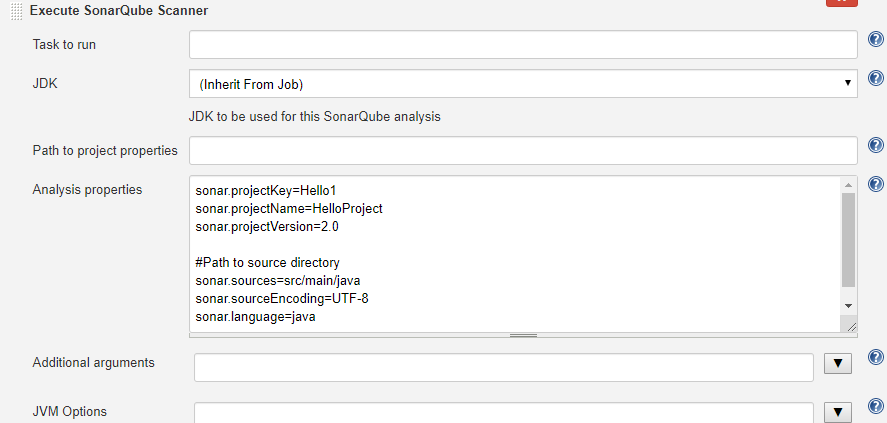 Execute SonarQube Scanner
Task to run
JDK
(Inherit From Job)
JDK to be used for this SonarQube analysis
Path to project properties
Analysis properties
sonar.projectKey=Hello1
sonar.projectName=HelloProject
sonar.projectVersion=2.0
#Path to source directory
sonar.sources=src/main/java
sonar.sourceEncoding=UTF-8
sonar.language=java
Additional arguments
JVM Options